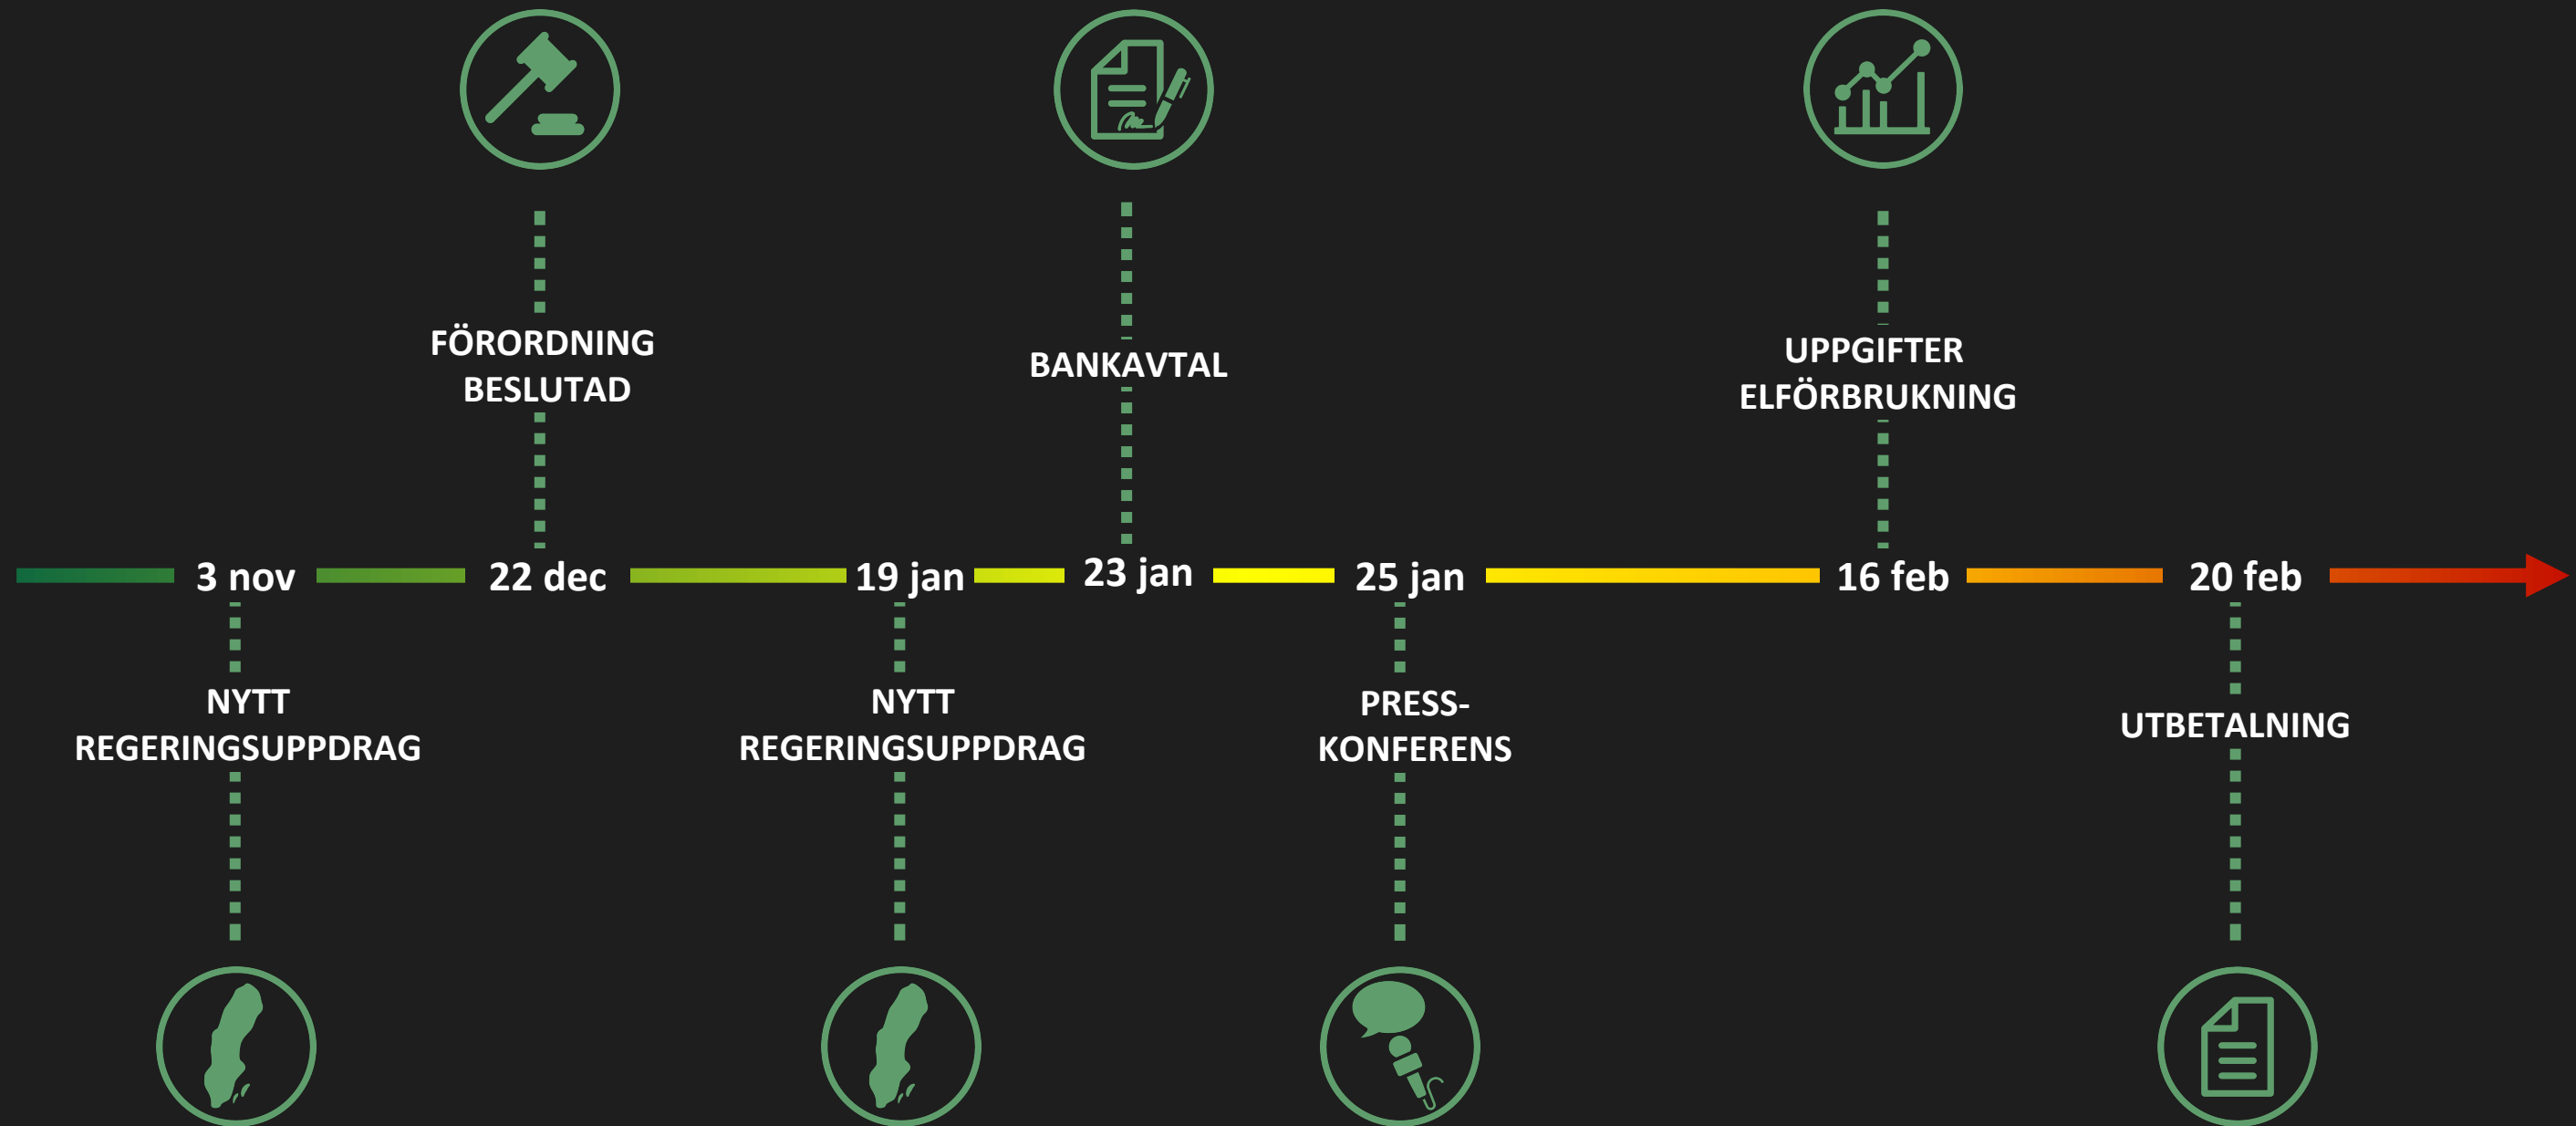 FÖRORDNING
BESLUTAD
BANKAVTAL
UPPGIFTER
ELFÖRBRUKNING
3 nov
22 dec
19 jan
23 jan
25 jan
16 feb
20 feb
NYTT
REGERINGSUPPDRAG
NYTT
REGERINGSUPPDRAG
PRESS-
KONFERENS
UTBETALNING